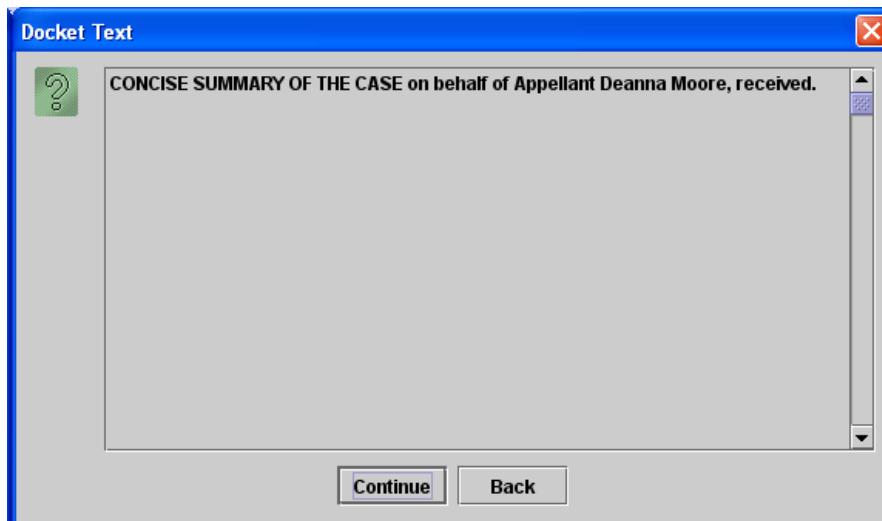 Docket Text
CONCISE SUMMARY OF THE CASE on behalf of Appellant Deanna Moore, received.
Continue
Back